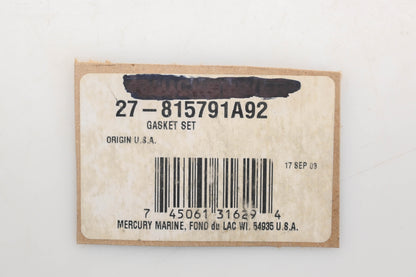 27-815791A92
GASKET SET
ORIGIN U.S.A.
17 SEP 09
7 45061 31629 4
MERCURY MARINE, FOND du LAC WI. 54935 U.S.A.